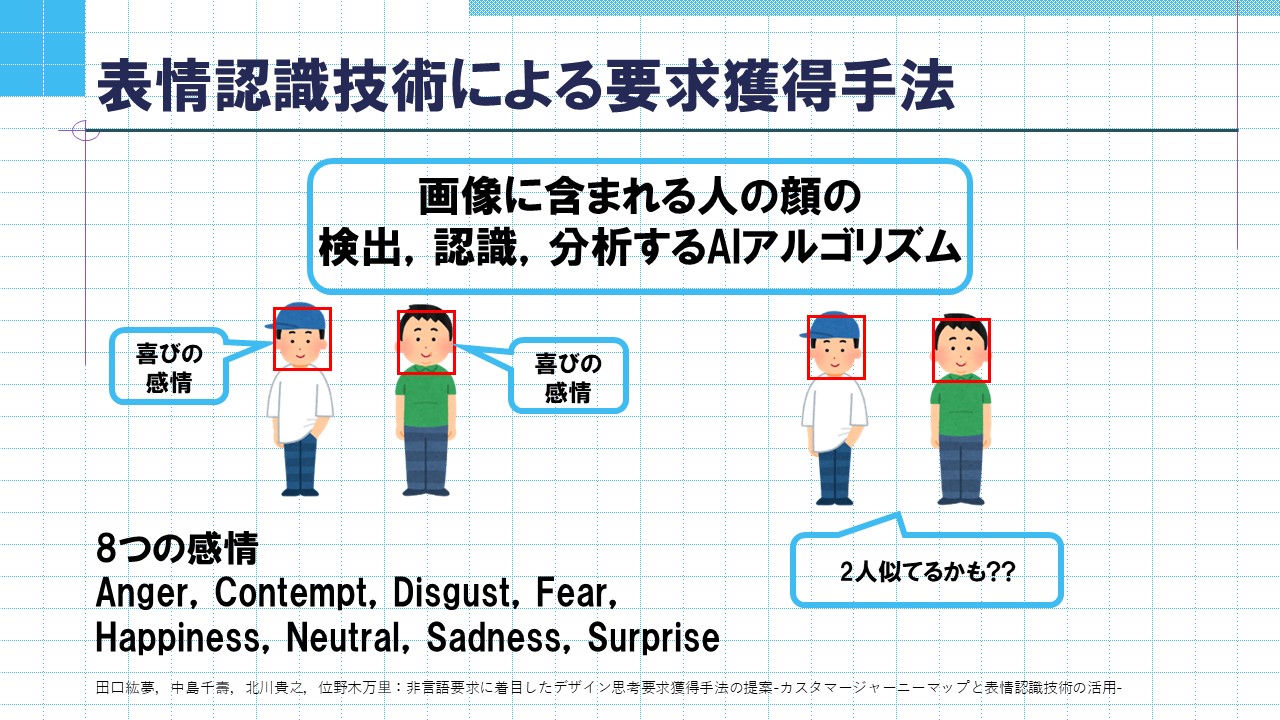 表情認識技術による要求獲得手法
画像に含まれる人の顔の
検出，認識，分析するAIアルゴリズム
喜びの
感情
喜びの
感情
8つの感情
Anger, Contempt, Disgust, Fear,
Happiness, Neutral, Sadness, Surprise
2人似てるかも??
田口紘夢，中島千壽，北川貴之，位野木万里：非言語要求に着目したデザイン思考要求獲得手法の提案-カスタマージャーニーマップと表情認識技術の活用-